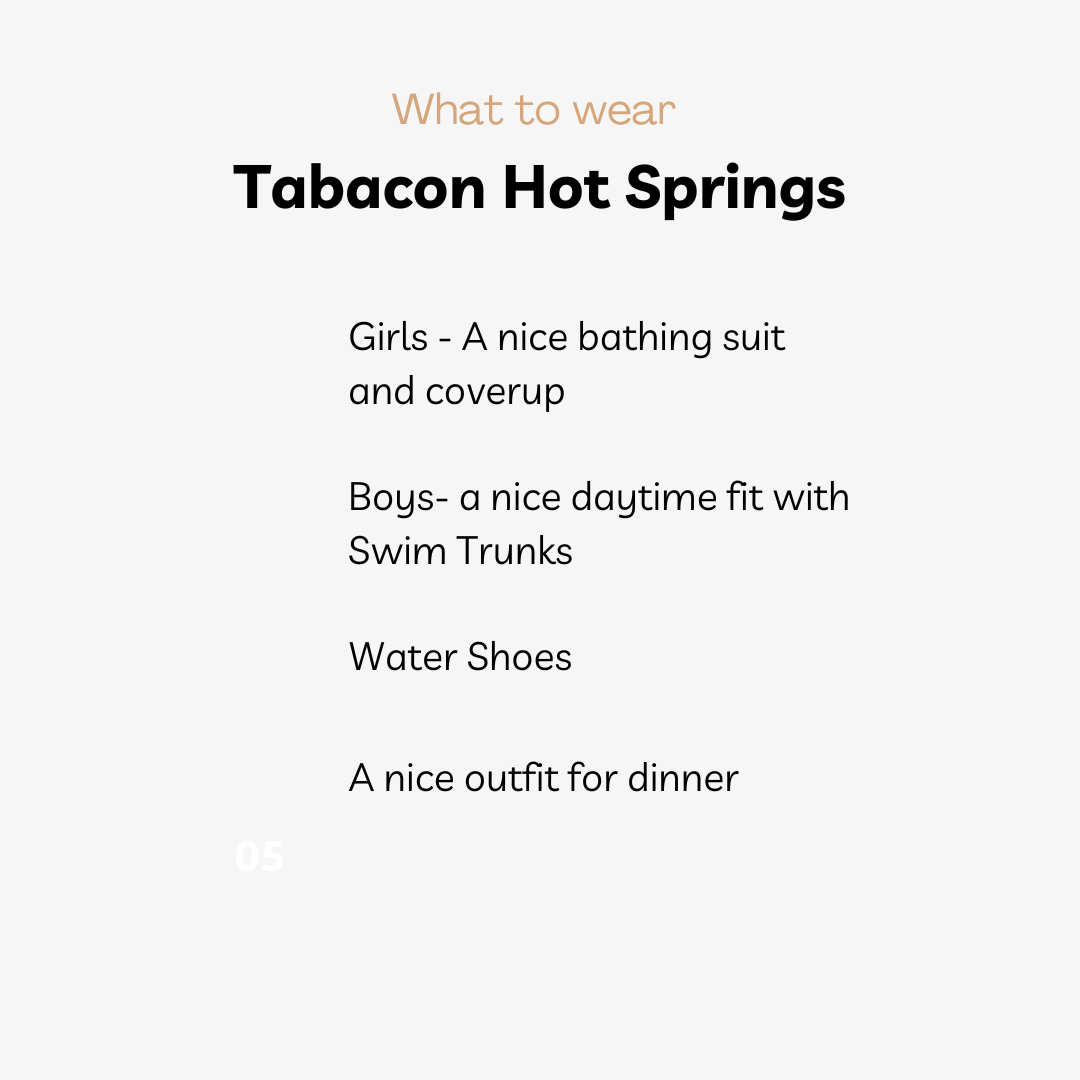 What to wear
Tabacon Hot Springs
Girls - A nice bathing suit
and coverup
Boys- a nice daytime fit with
Swim Trunks
Water Shoes
A nice outfit for dinner
05